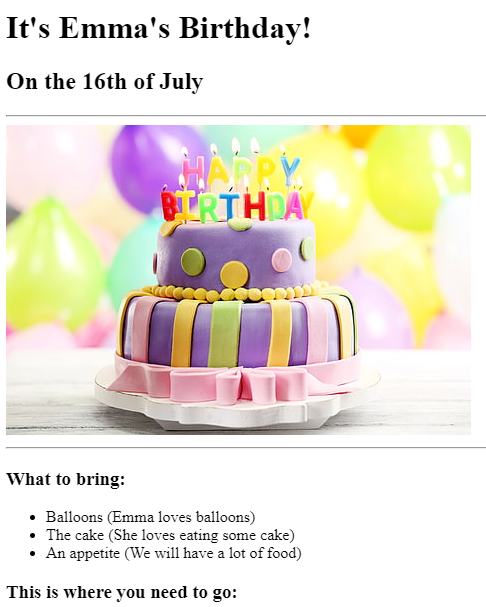 It's Emma's Birthday!
On the 16th of July
HAPPY
BIRTHDAY
What to bring:
Balloons (Emma loves balloons)
The cake (She loves eating some cake)
An appetite (We will have a lot of food)
This is where you need to go: